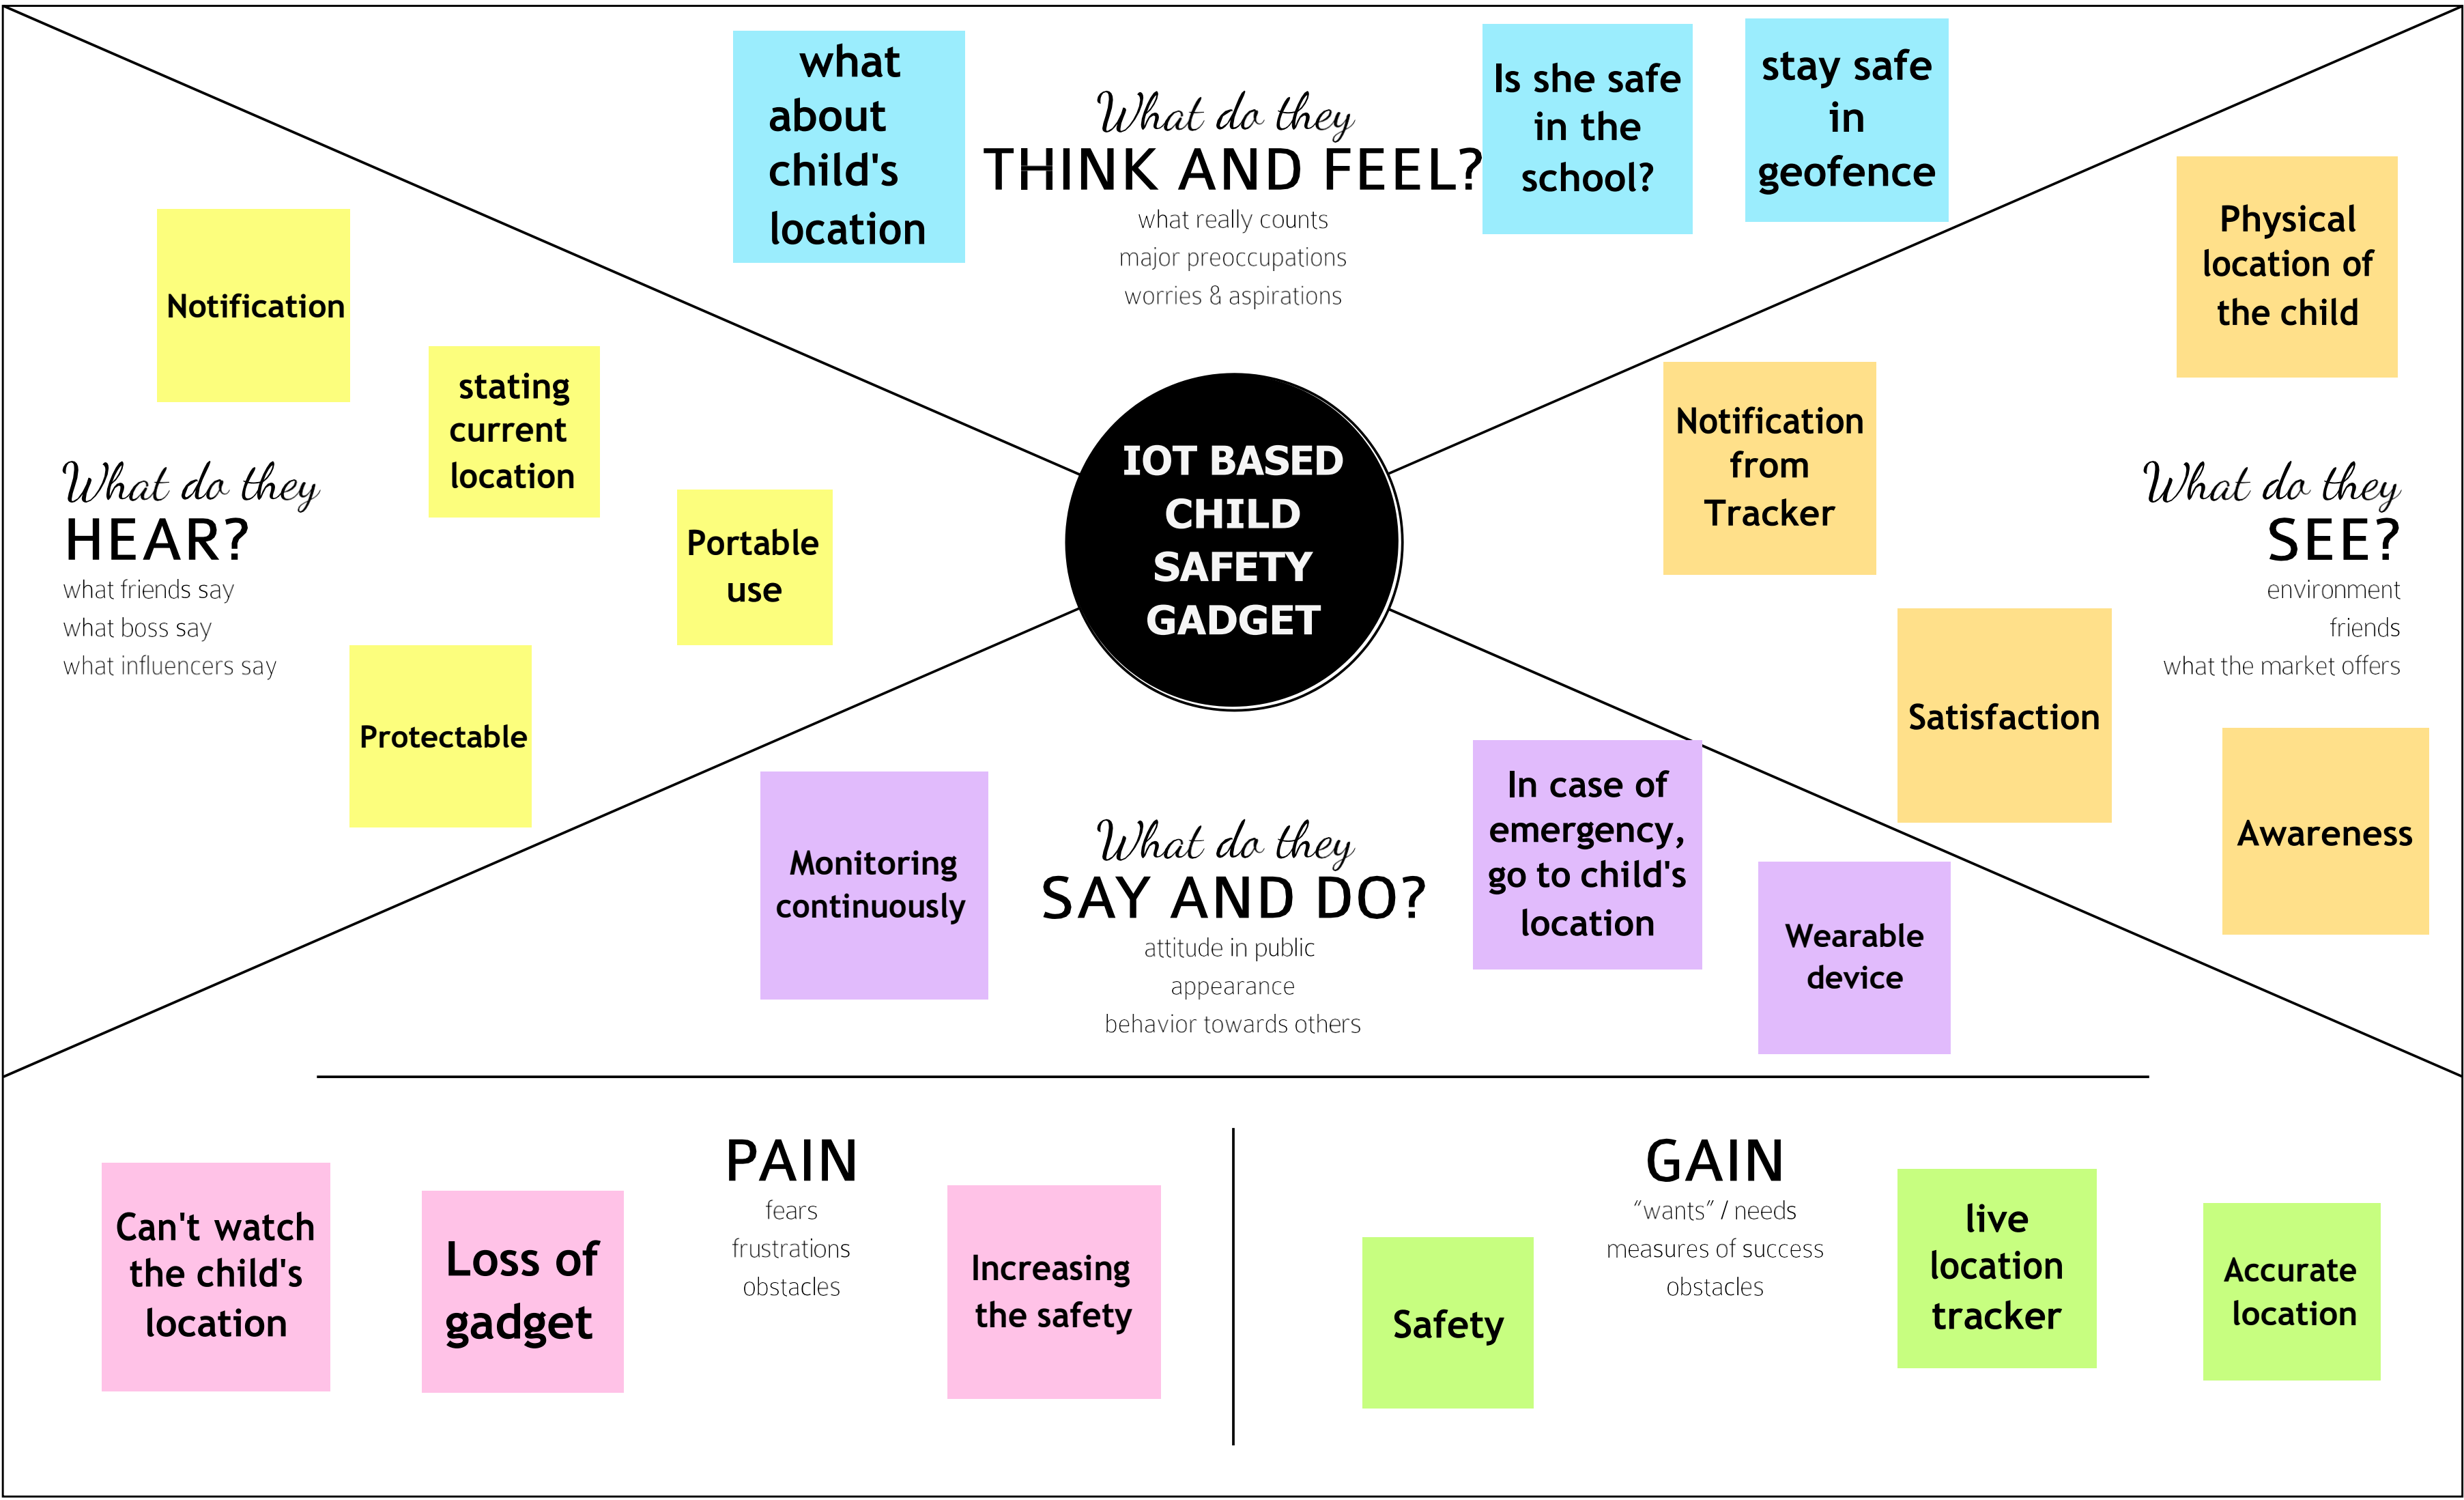 what
about
child's
location
What do they
THINK AND FEEL?
what really counts
major preoccupations
worries & aspirations
Is she safe
in the
school?
stay safe
in
geofence
Notification
stating
current
location
What do they
HEAR?
what friends say
what boss say
what influencers say
Portable
use
Protectable
IOT BASED
CHILD
SAFETY
GADGET
Physical
location of
the child
Notification
from
Tracker
What do they
SEE?
environment
friends
what the market offers
Satisfaction
Awareness
Monitoring
continuously
What do they
SAY AND DO?
attitude in public
appearance
behavior towards others
In case of
emergency,
go to child's
location
Wearable
device
Can't watch
the child's
location
Loss of
gadget
PAIN
fears
frustrations
obstacles
Increasing
the safety
Safety
GAIN
“wants” / needs
measures of success
obstacles
live
location
tracker
Accurate
location